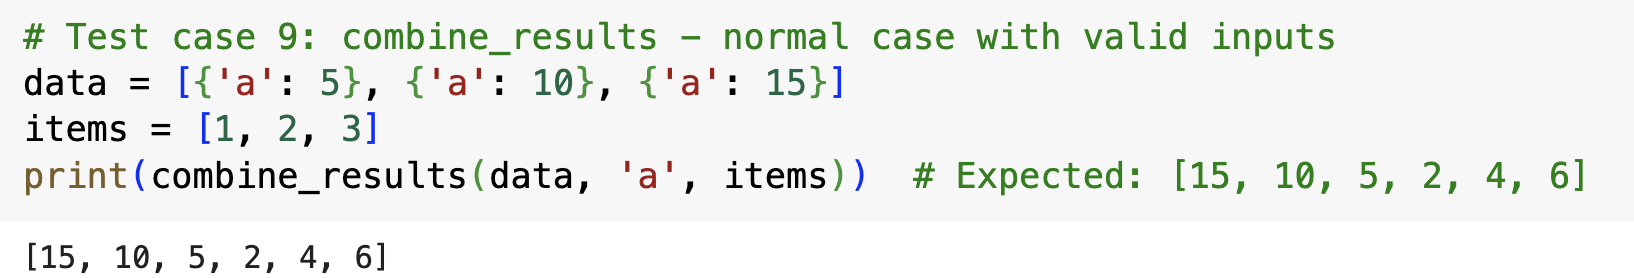 # Test case 9: combine_results – normal case with valid inputs
data = [{'a': 5}, {'a': 10}, {'a': 15}]
items = [1, 2, 3]
print(combine_results(data, 'a', items))  # Expected: [15, 10, 5, 2, 4, 6]
[15, 10, 5, 2, 4, 6]